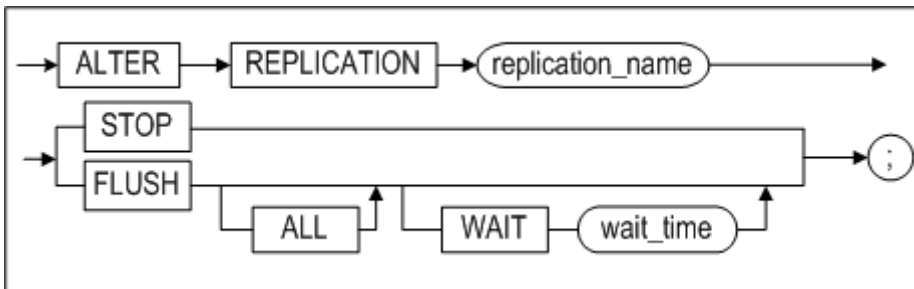 ALTER REPLICATION replication_name
STOP
FLUSH ;
ALL WAIT wait_time